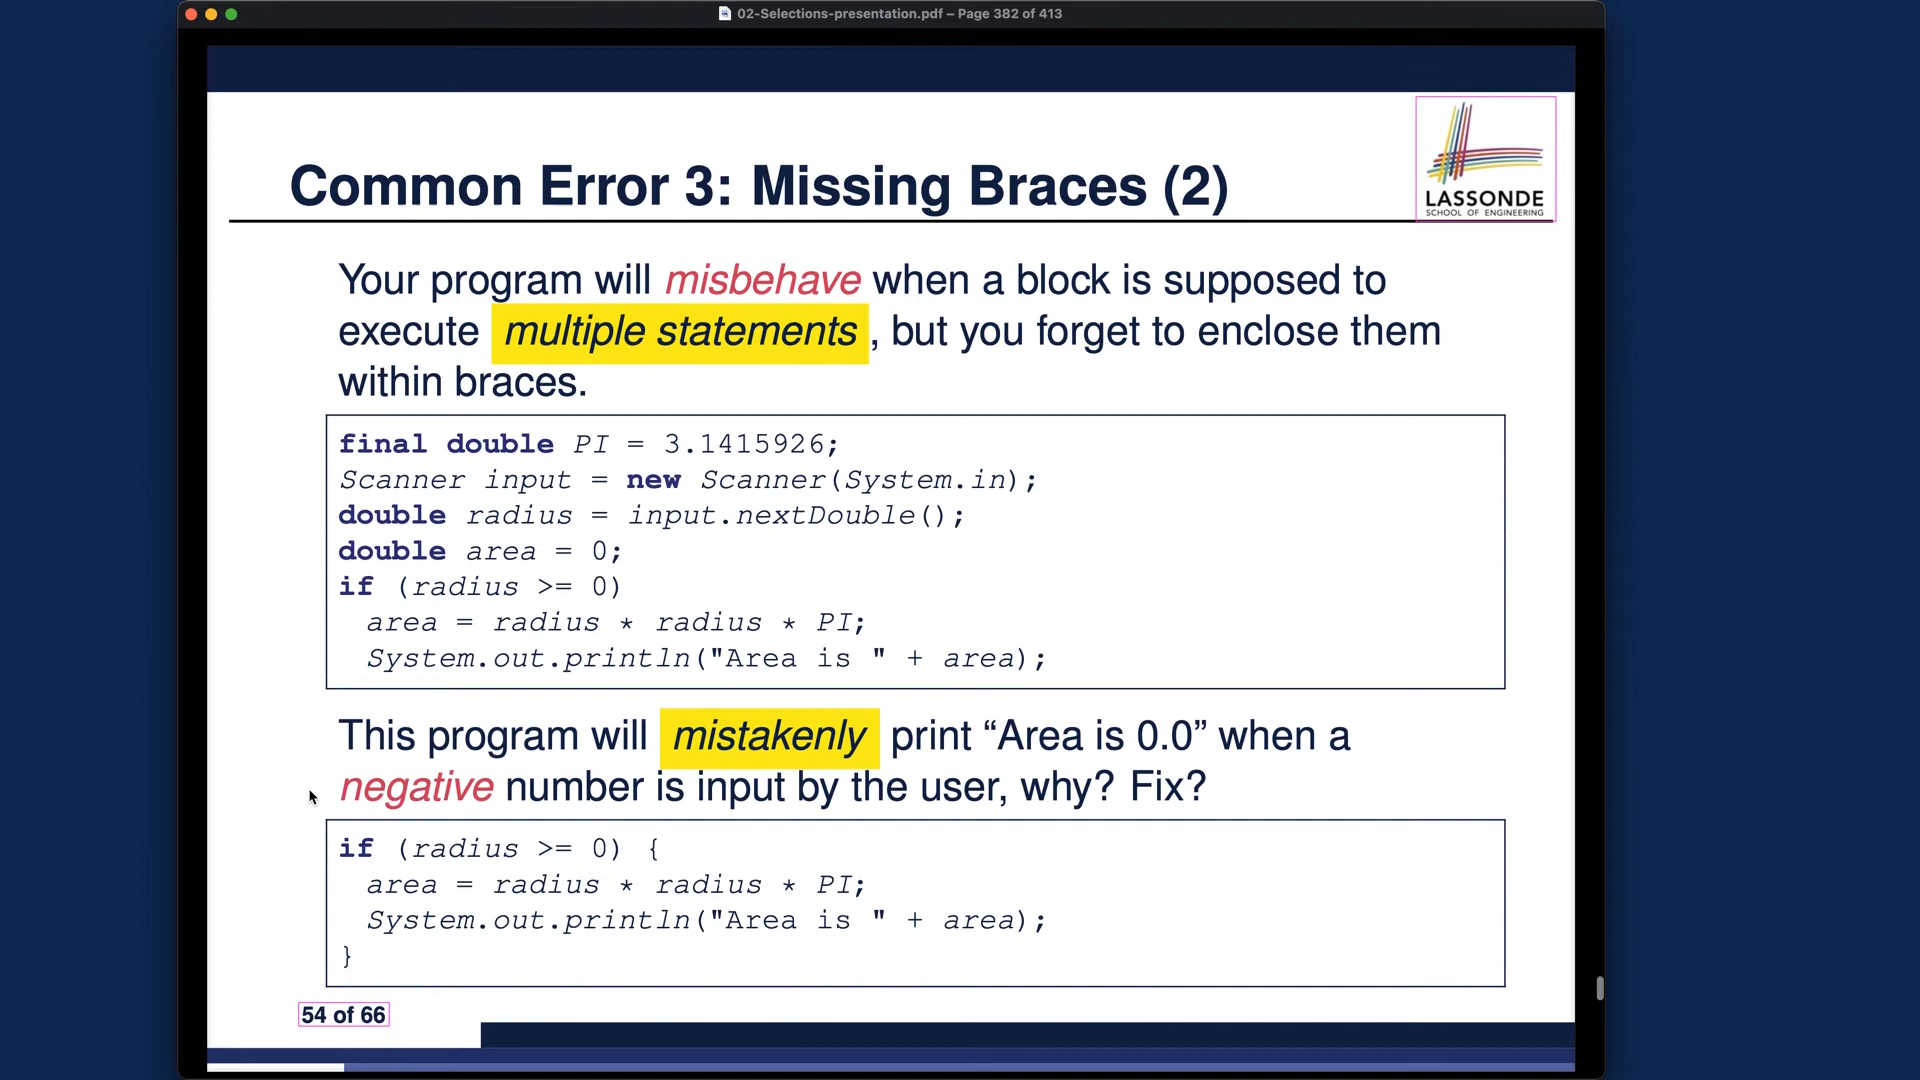 02-Selections-presentation.pdf – Page 382 of 413
LASSONDE
SCHOOL OF ENGINEERING
Common Error 3: Missing Braces (2)
Your program will misbehave when a block is supposed to
execute multiple statements, but you forget to enclose them
within braces.
final double PI = 3.1415926;
Scanner input = new Scanner(System.in);
double radius = input.nextDouble();
double area = 0;
if (radius >= 0)
  area = radius * radius * PI;
  System.out.println("Area is " + area);
This program will mistakenly print “Area is 0.0” when a
negative number is input by the user, why? Fix?
if (radius >= 0) {
  area = radius * radius * PI;
  System.out.println("Area is " + area);
}
54 of 66